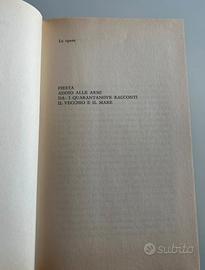 Le opere
FIESTA
ADDIO ALLE ARMI
DA: I QUARANTANOVE RACCONTI
IL VECCHIO E IL MARE
subito